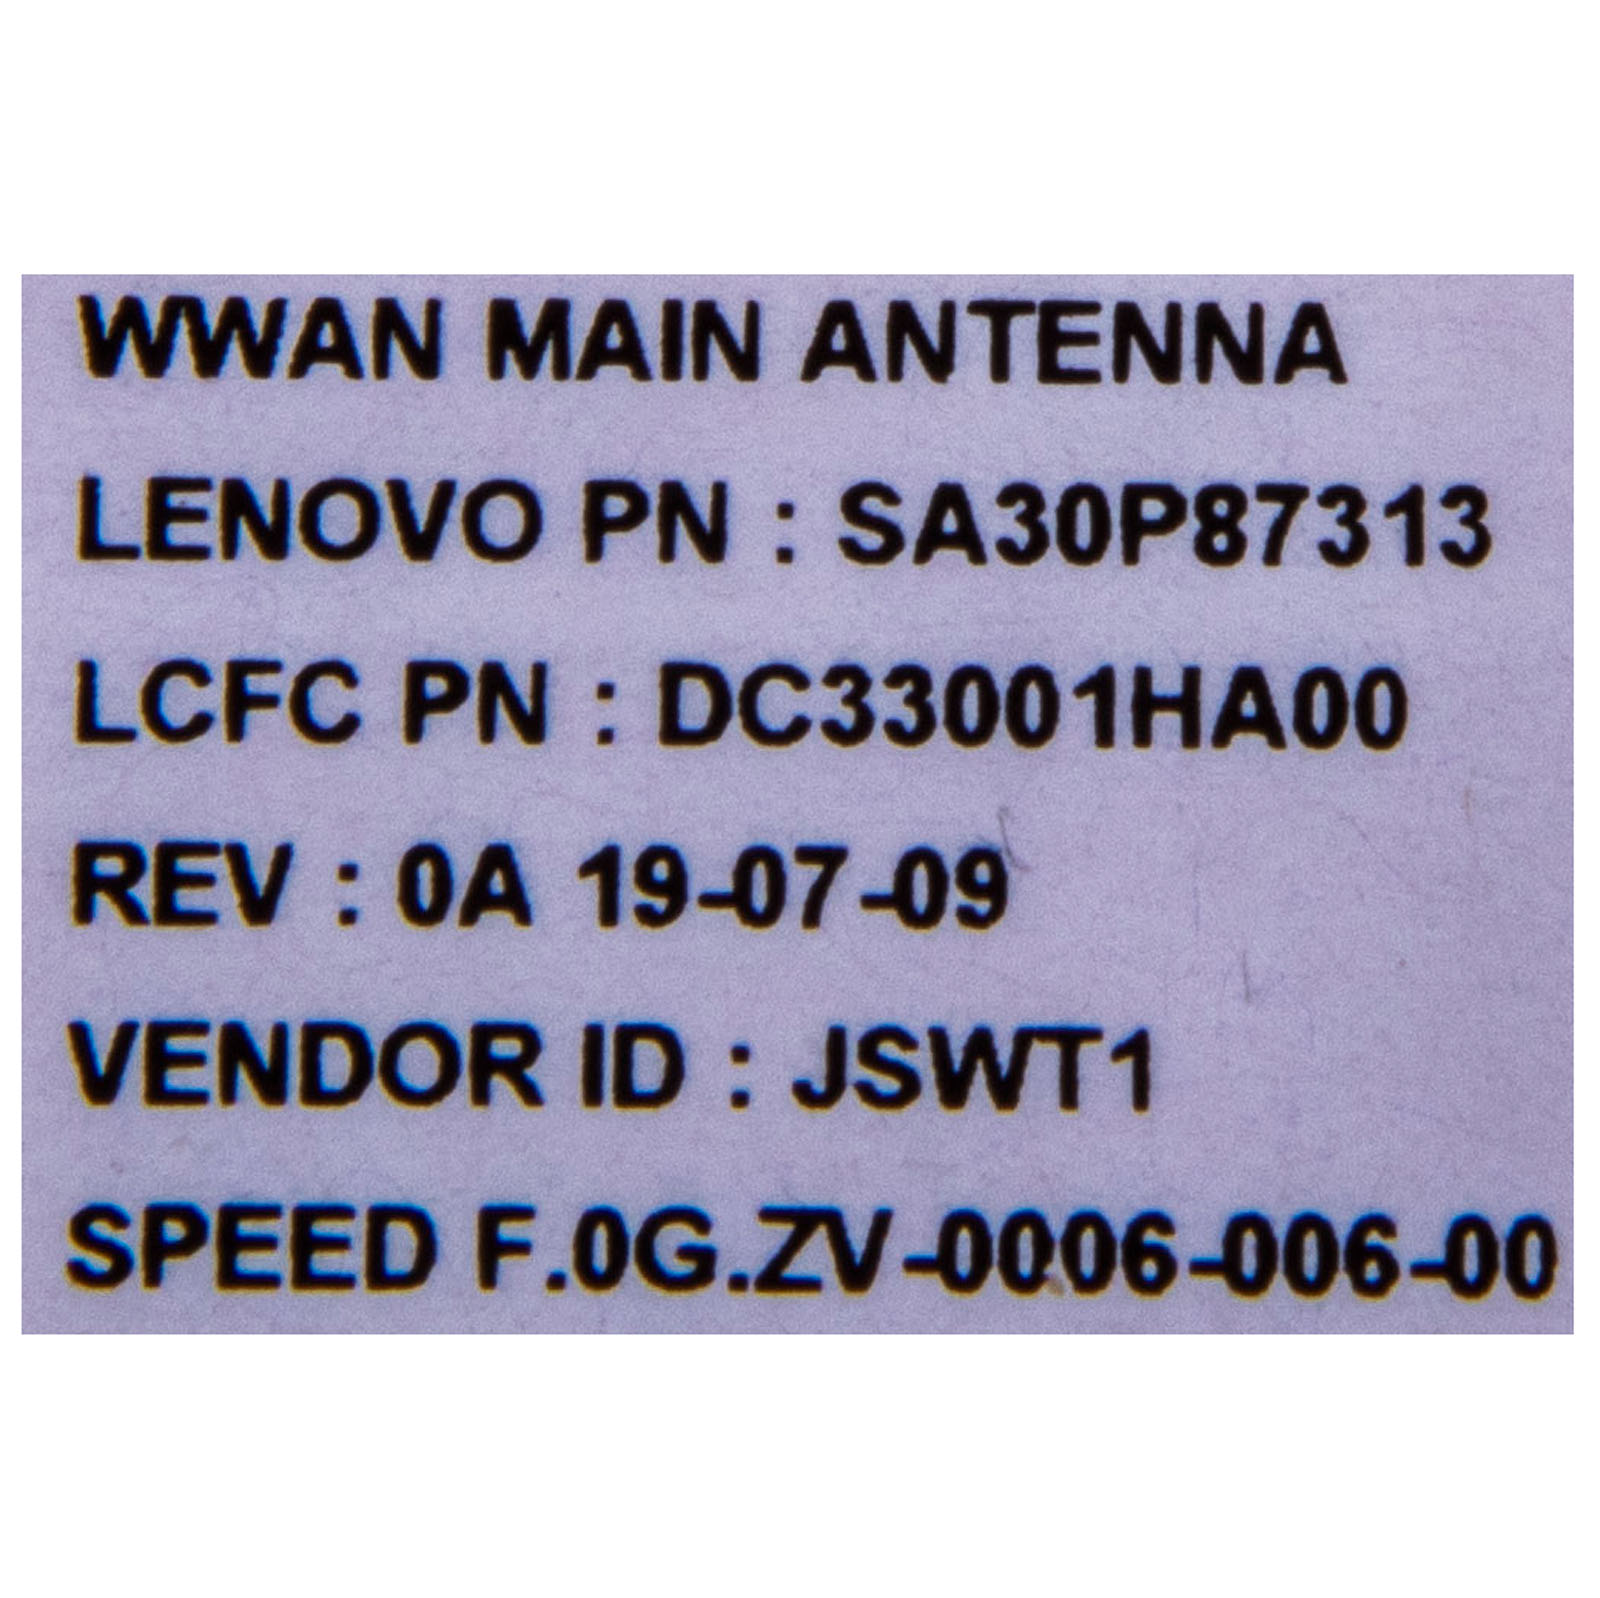 WWAN MAIN ANTENNA
LENOVO PN : SA30P87313
LCFC PN : DC33001HA00
REV : 0A 19-07-09
VENDOR ID : JSWT1
SPEED F.0G.ZV-0006-006-00